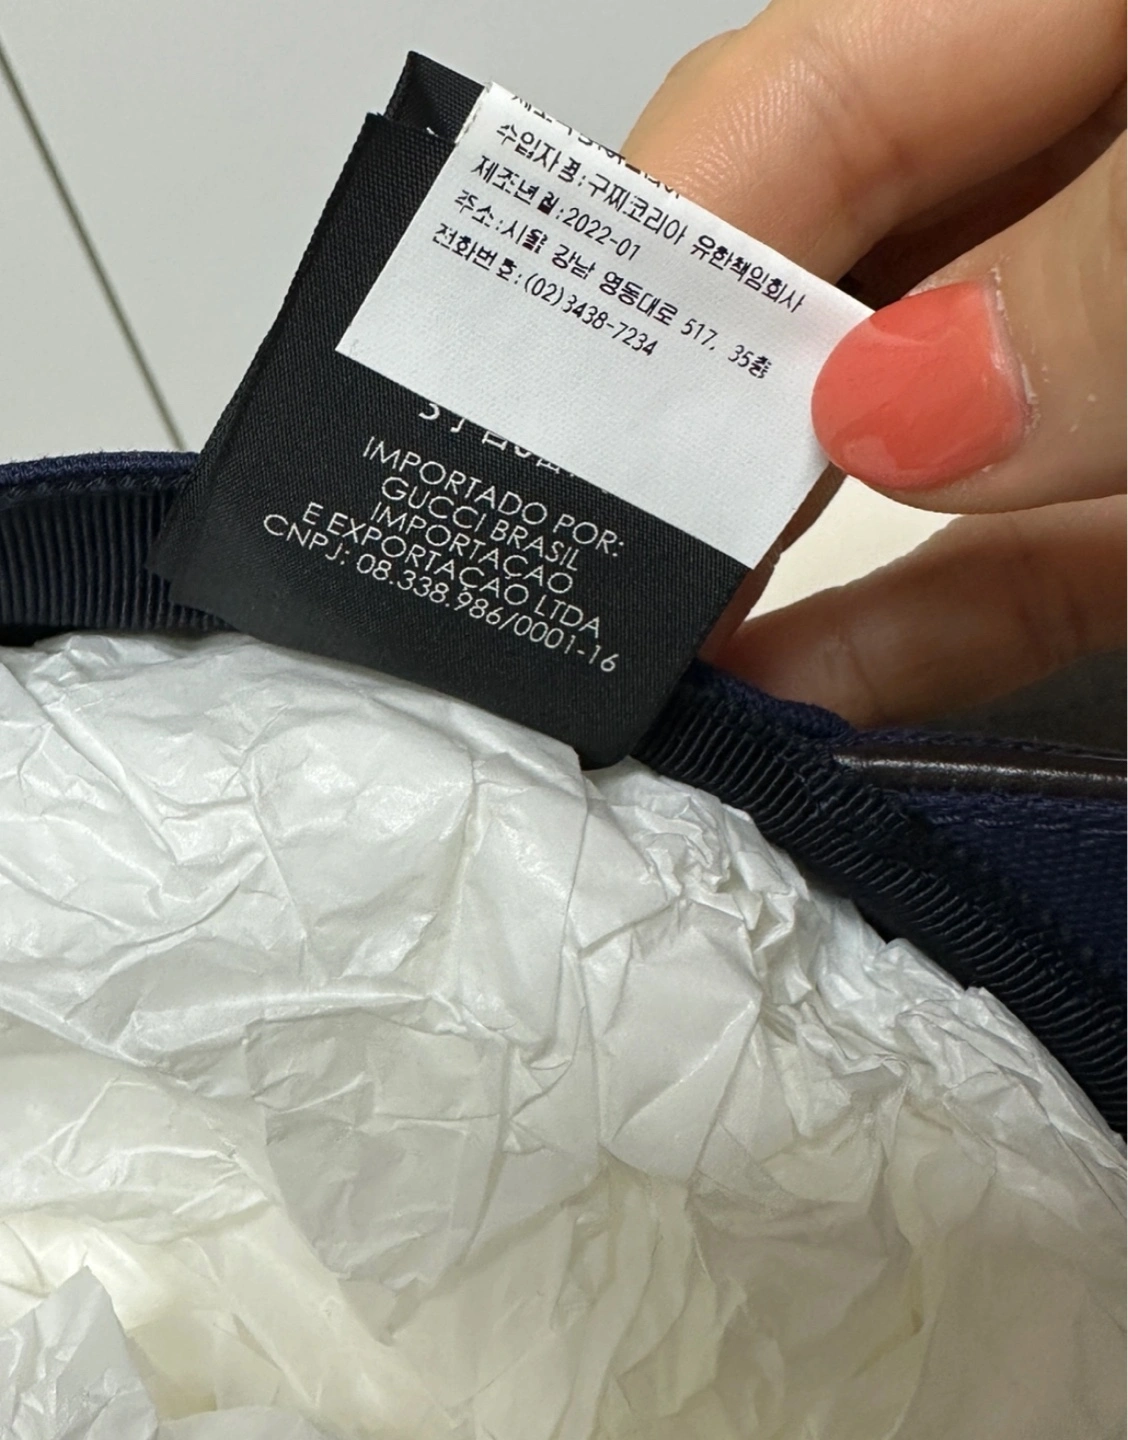 수입자명:구찌코리아 유한책임회사
제조년월:2022-01
주소:서울 강남 영동대로 517, 35층
전화번호:(02)3438-7234
IMPORTADO POR:
GUCCI BRASIL
IMPORTAÇAO
E EXPORTAÇAO LTDA
CNPJ: 08.338.986/0001-16